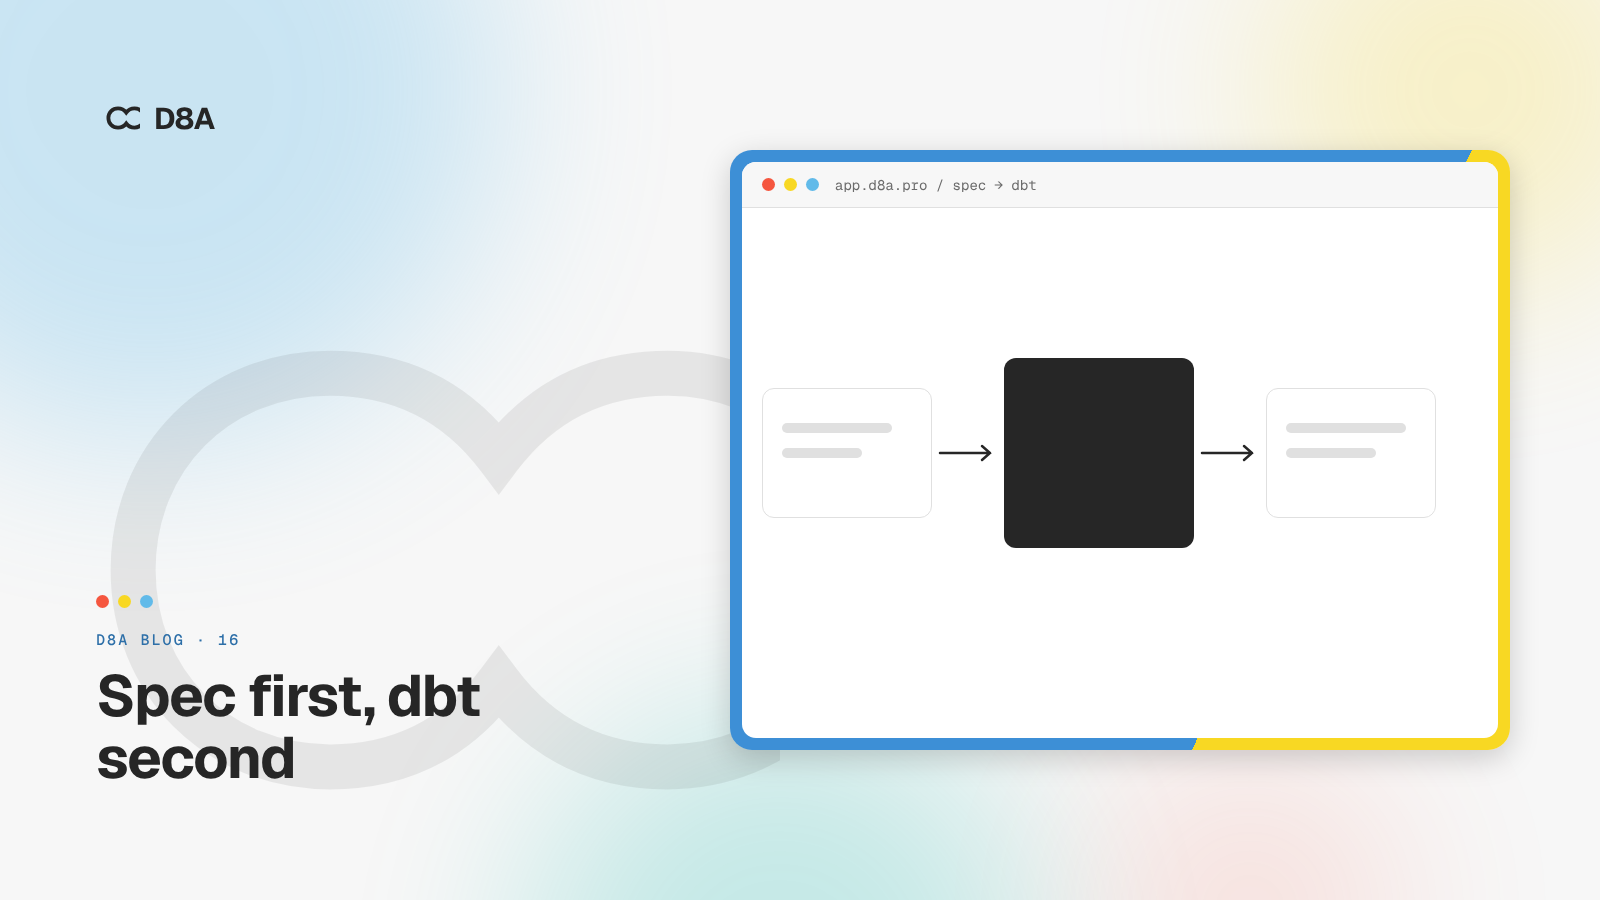 D8A
app.d8a.pro / spec → dbt
D8A BLOG · 16
Spec first, dbt
second